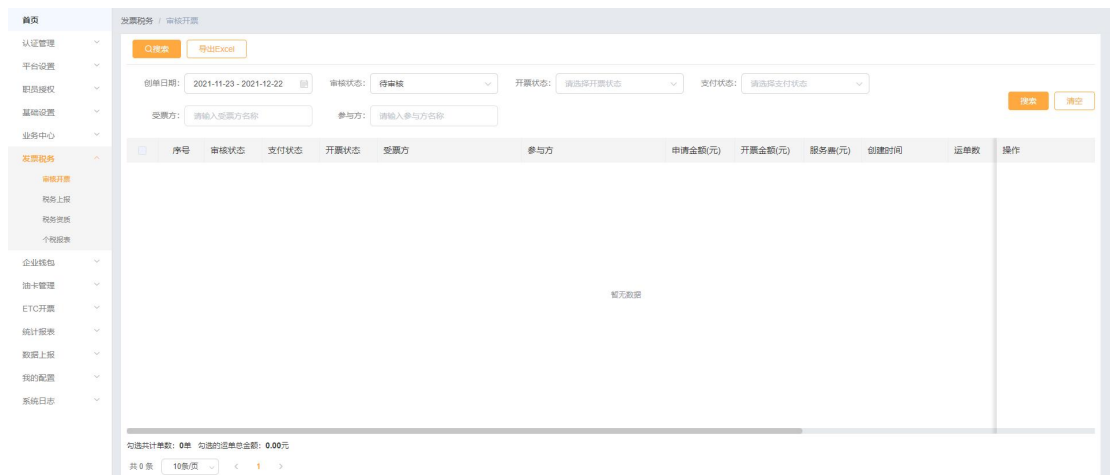 首页
认证管理
平台设置
职员授权
基础设置
业务中心
发票税务
审核开票
税务上报
税务资质
个税报表
企业钱包
油卡管理
ETC开票
统计报表
数据上报
我的配置
系统日志
发票税务 / 审核开票
搜索 导出Excel
创单日期： 2021-11-23 - 2021-12-22 审核状态： 待审核 开票状态： 请选择开票状态 支付状态： 请选择支付状态
受票方： 请输入受票方名称 参与方： 请输入参与方名称 搜索 清空
序号 审核状态 支付状态 开票状态 受票方 参与方 申请金额(元) 开票金额(元) 服务费(元) 创建时间 运单数 操作
暂无数据
勾选共计单数：0单 勾选的运单总金额：0.00元
共 0 条 10条/页 < 1 >